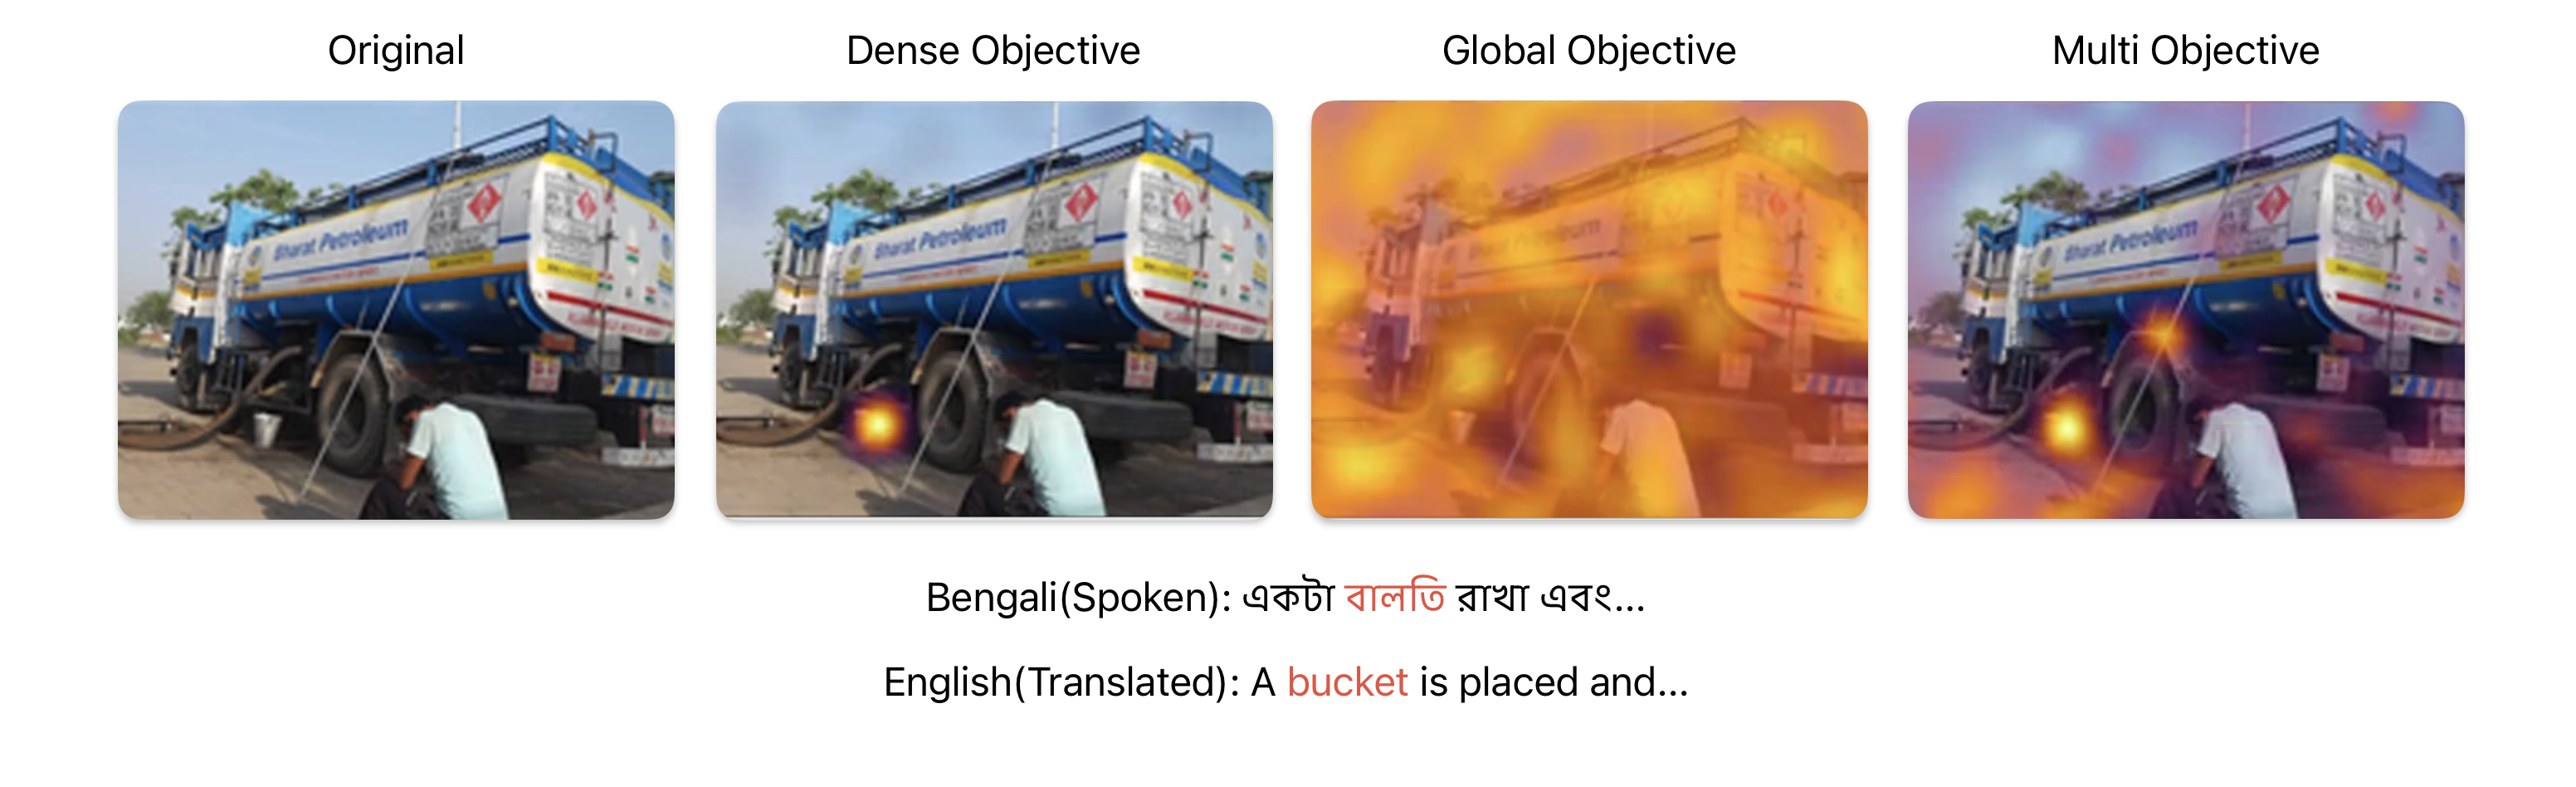 Original
Dense Objective
Global Objective
Multi Objective
Bharat Petroleum
Bharat Petroleum
Bharat Petroleum
Bengali(Spoken): একটা বালতি রাখা এবং...
English(Translated): A bucket is placed and...